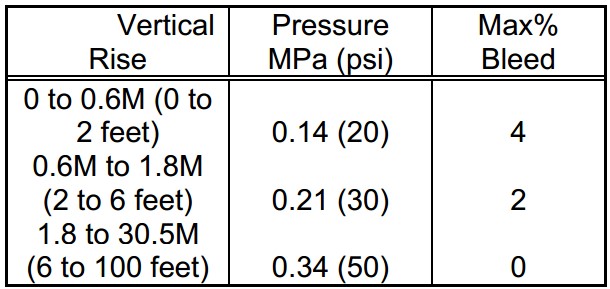 Vertical Rise Pressure MPa (psi) Max% Bleed
0 to 0.6M (0 to 2 feet) 0.14 (20) 4
0.6M to 1.8M (2 to 6 feet) 0.21 (30) 2
1.8 to 30.5M (6 to 100 feet) 0.34 (50) 0